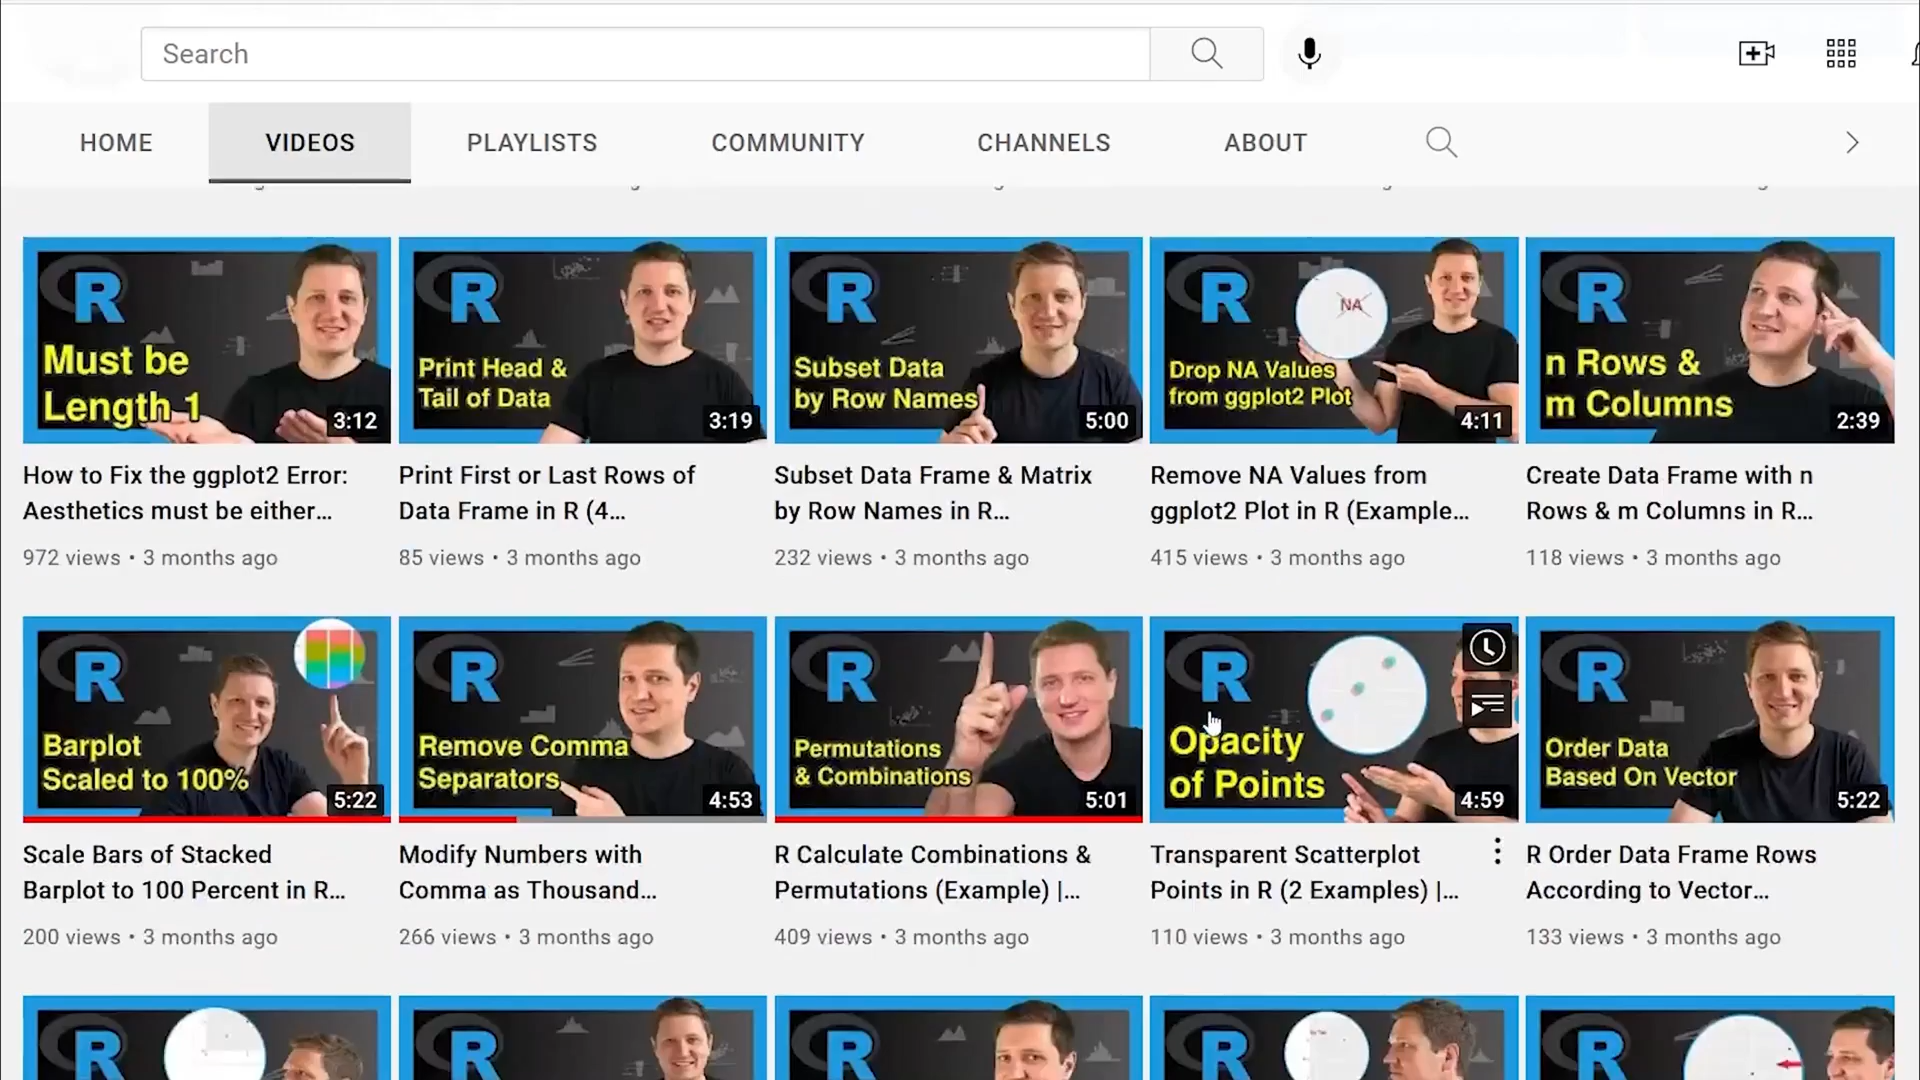 Search
HOME
VIDEOS
PLAYLISTS
COMMUNITY
CHANNELS
ABOUT
R
Must be
Length 1
3:12
R
Print Head &
Tail of Data
3:19
R
Subset Data
by Row Names
5:00
R
NA
Drop NA Values
from ggplot2 Plot
4:11
R
n Rows &
m Columns
2:39
How to Fix the ggplot2 Error:
Aesthetics must be either...
972 views • 3 months ago
Print First or Last Rows of
Data Frame in R (4...
85 views • 3 months ago
Subset Data Frame & Matrix
by Row Names in R...
232 views • 3 months ago
Remove NA Values from
ggplot2 Plot in R (Example...
415 views • 3 months ago
Create Data Frame with n
Rows & m Columns in R...
118 views • 3 months ago
R
Barplot
Scaled to 100%
5:22
R
Remove Comma
Separators
4:53
R
Permutations
& Combinations
5:01
R
Opacity
of Points
4:59
R
Order Data
Based On Vector
5:22
Scale Bars of Stacked
Barplot to 100 Percent in R...
200 views • 3 months ago
Modify Numbers with
Comma as Thousand...
266 views • 3 months ago
R Calculate Combinations &
Permutations (Example) |...
409 views • 3 months ago
Transparent Scatterplot
Points in R (2 Examples) |...
110 views • 3 months ago
R Order Data Frame Rows
According to Vector...
133 views • 3 months ago
R
R
R
R
R